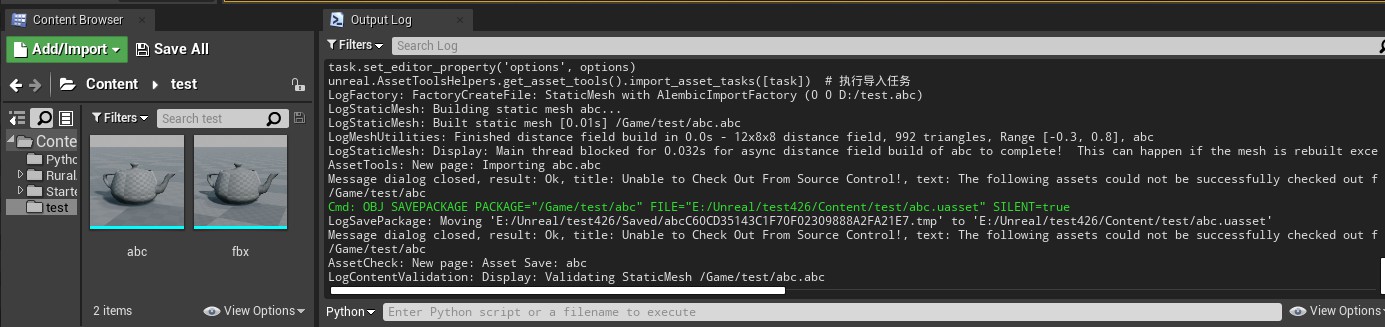 Content Browser
Add/Import
Save All
Content
test
Filters
Search test
Conte
Pytho
Rural
Starte
test
abc
fbx
2 items
View Options
Output Log
Filters
Search Log
task.set_editor_property('options', options)
unreal.AssetToolsHelpers.get_asset_tools().import_asset_tasks([task])  # 执行导入任务
LogFactory: FactoryCreateFile: StaticMesh with AlembicImportFactory (0 0 D:/test.abc)
LogStaticMesh: Building static mesh abc...
LogStaticMesh: Built static mesh [0.01s] /Game/test/abc.abc
LogMeshUtilities: Finished distance field build in 0.0s - 12x8x8 distance field, 992 triangles, Range [-0.3, 0.8], abc
LogStaticMesh: Display: Main thread blocked for 0.032s for async distance field build of abc to complete!  This can happen if the mesh is rebuilt exce
AssetTools: New page: Importing abc.abc
Message dialog closed, result: Ok, title: Unable to Check Out From Source Control!, text: The following assets could not be successfully checked out f
/Game/test/abc
Cmd: OBJ SAVEPACKAGE PACKAGE="/Game/test/abc" FILE="E:/Unreal/test426/Content/test/abc.uasset" SILENT=true
LogSavePackage: Moving 'E:/Unreal/test426/Saved/abcC60CD35143C1F70F02309888A2FA21E7.tmp' to 'E:/Unreal/test426/Content/test/abc.uasset'
Message dialog closed, result: Ok, title: Unable to Check Out From Source Control!, text: The following assets could not be successfully checked out f
/Game/test/abc
AssetCheck: New page: Asset Save: abc
LogContentValidation: Display: Validating StaticMesh /Game/test/abc.abc
Python
Enter Python script or a filename to execute
View Options